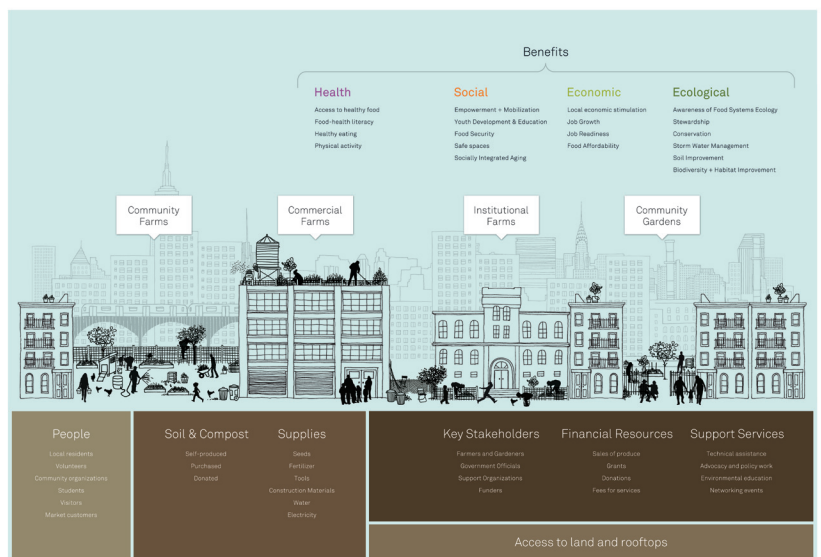 Benefits
Health
Access to healthy food
Food-health literacy
Healthy eating
Physical activity
Social
Empowerment + Mobilization
Youth Development & Education
Food Security
Safe spaces
Socially Integrated Aging
Economic
Local economic stimulation
Job Growth
Job Readiness
Food Affordability
Ecological
Awareness of Food Systems Ecology
Stewardship
Conservation
Storm Water Management
Soil Improvement
Biodiversity + Habitat Improvement
Community
Farms
Commercial
Farms
Institutional
Farms
Community
Gardens
People
Local residents
Volunteers
Community organizations
Students
Visitors
Market customers
Soil & Compost
Self-produced
Purchased
Donated
Supplies
Seeds
Fertilizer
Tools
Construction Materials
Water
Electricity
Key Stakeholders
Farmers and Gardeners
Government Officials
Support Organizations
Funders
Financial Resources
Sales of produce
Grants
Donations
Fees for services
Support Services
Technical assistance
Advocacy and policy work
Environmental education
Networking events
Access to land and rooftops